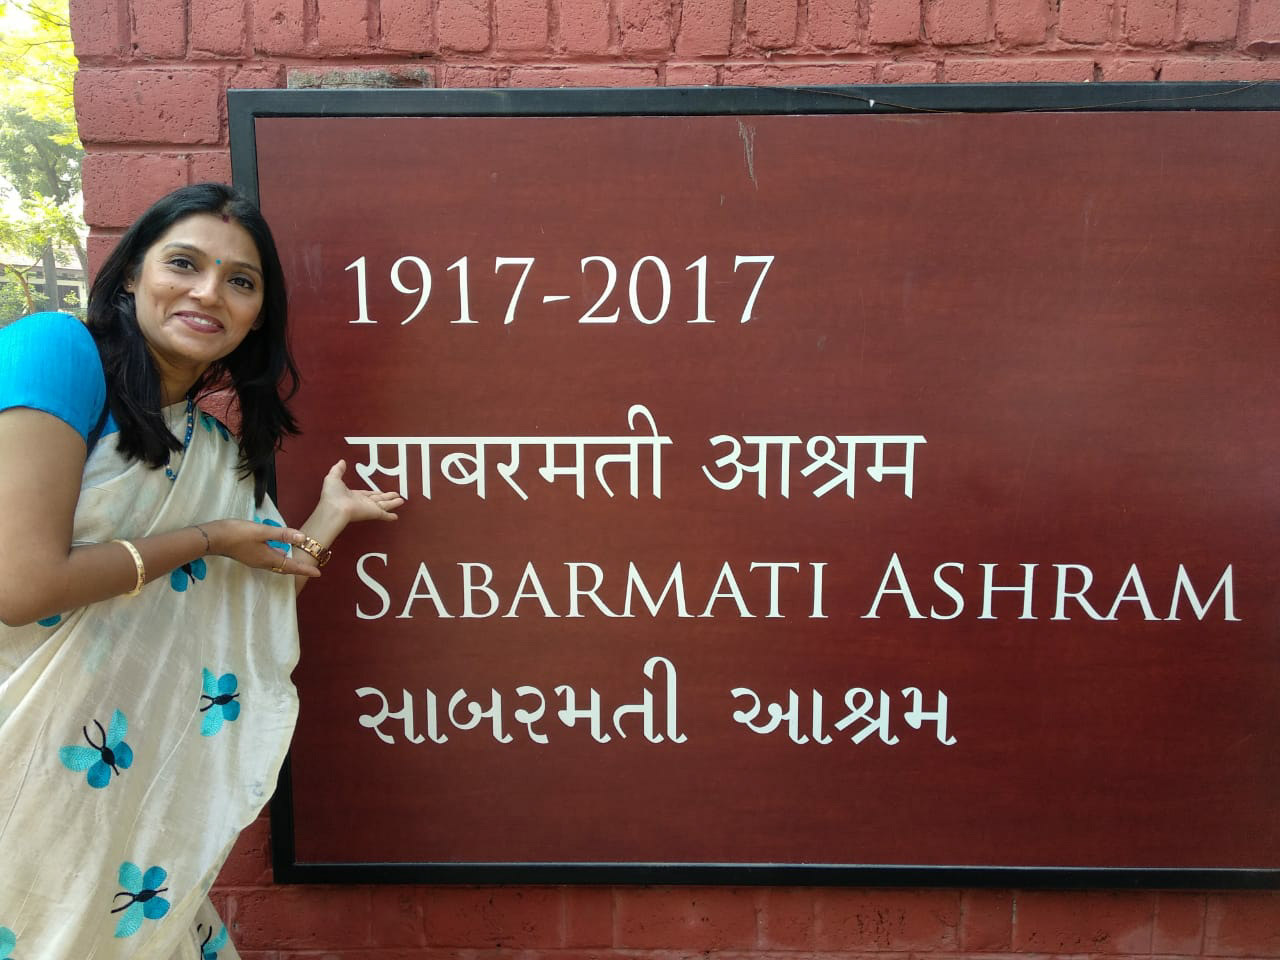 1917-2017
साबरमती आश्रम
SABARMATI ASHRAM
સાબરમતી આશ્રમ